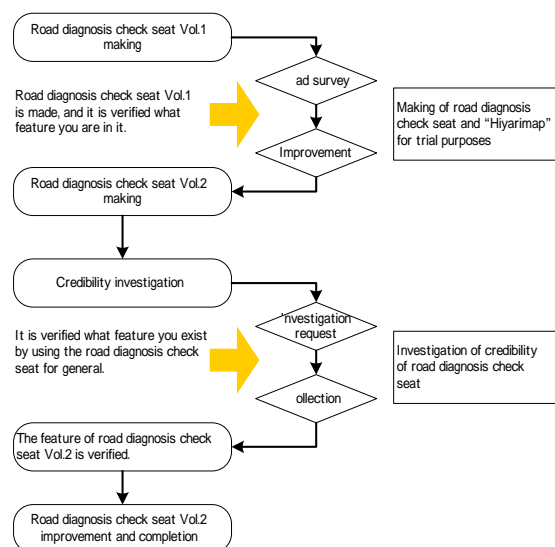 Road diagnosis check seat Vol.1
making
ad survey
Road diagnosis check seat Vol.1
is made, and it is verified what
feature you are in it.
Making of road diagnosis
check seat and “Hiyarimap”
for trial purposes
Improvement
Road diagnosis check seat Vol.2
making
Credibility investigation
Investigation
request
It is verified what feature you exist
by using the road diagnosis check
seat for general.
Investigation of credibility
of road diagnosis check
seat
ollection
The feature of road diagnosis check
seat Vol.2 is verified.
Road diagnosis check seat Vol.2
improvement and completion